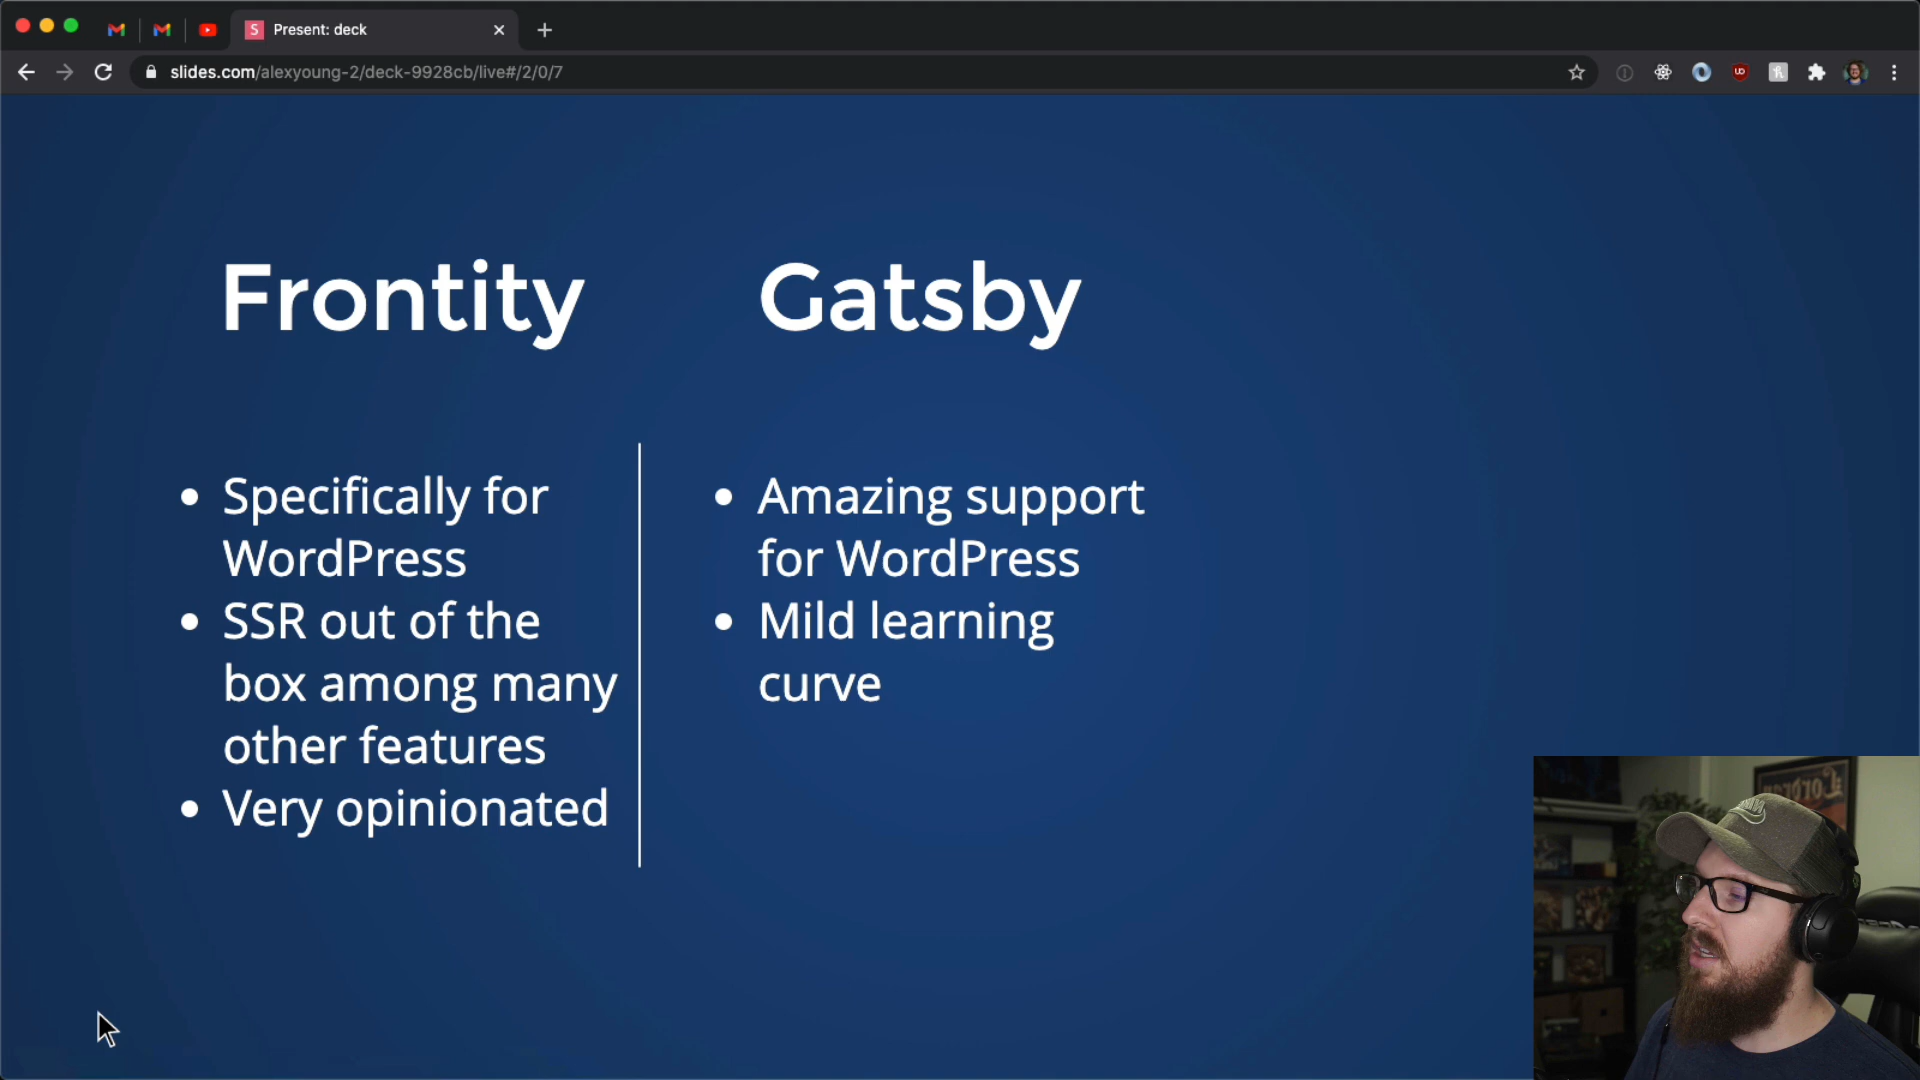 S Present: deck
slides.com/alexyoung-2/deck-9928cb/live#/2/0/7
Frontity
Gatsby
Specifically for
WordPress
SSR out of the
box among many
other features
Very opinionated
Amazing support
for WordPress
Mild learning
curve